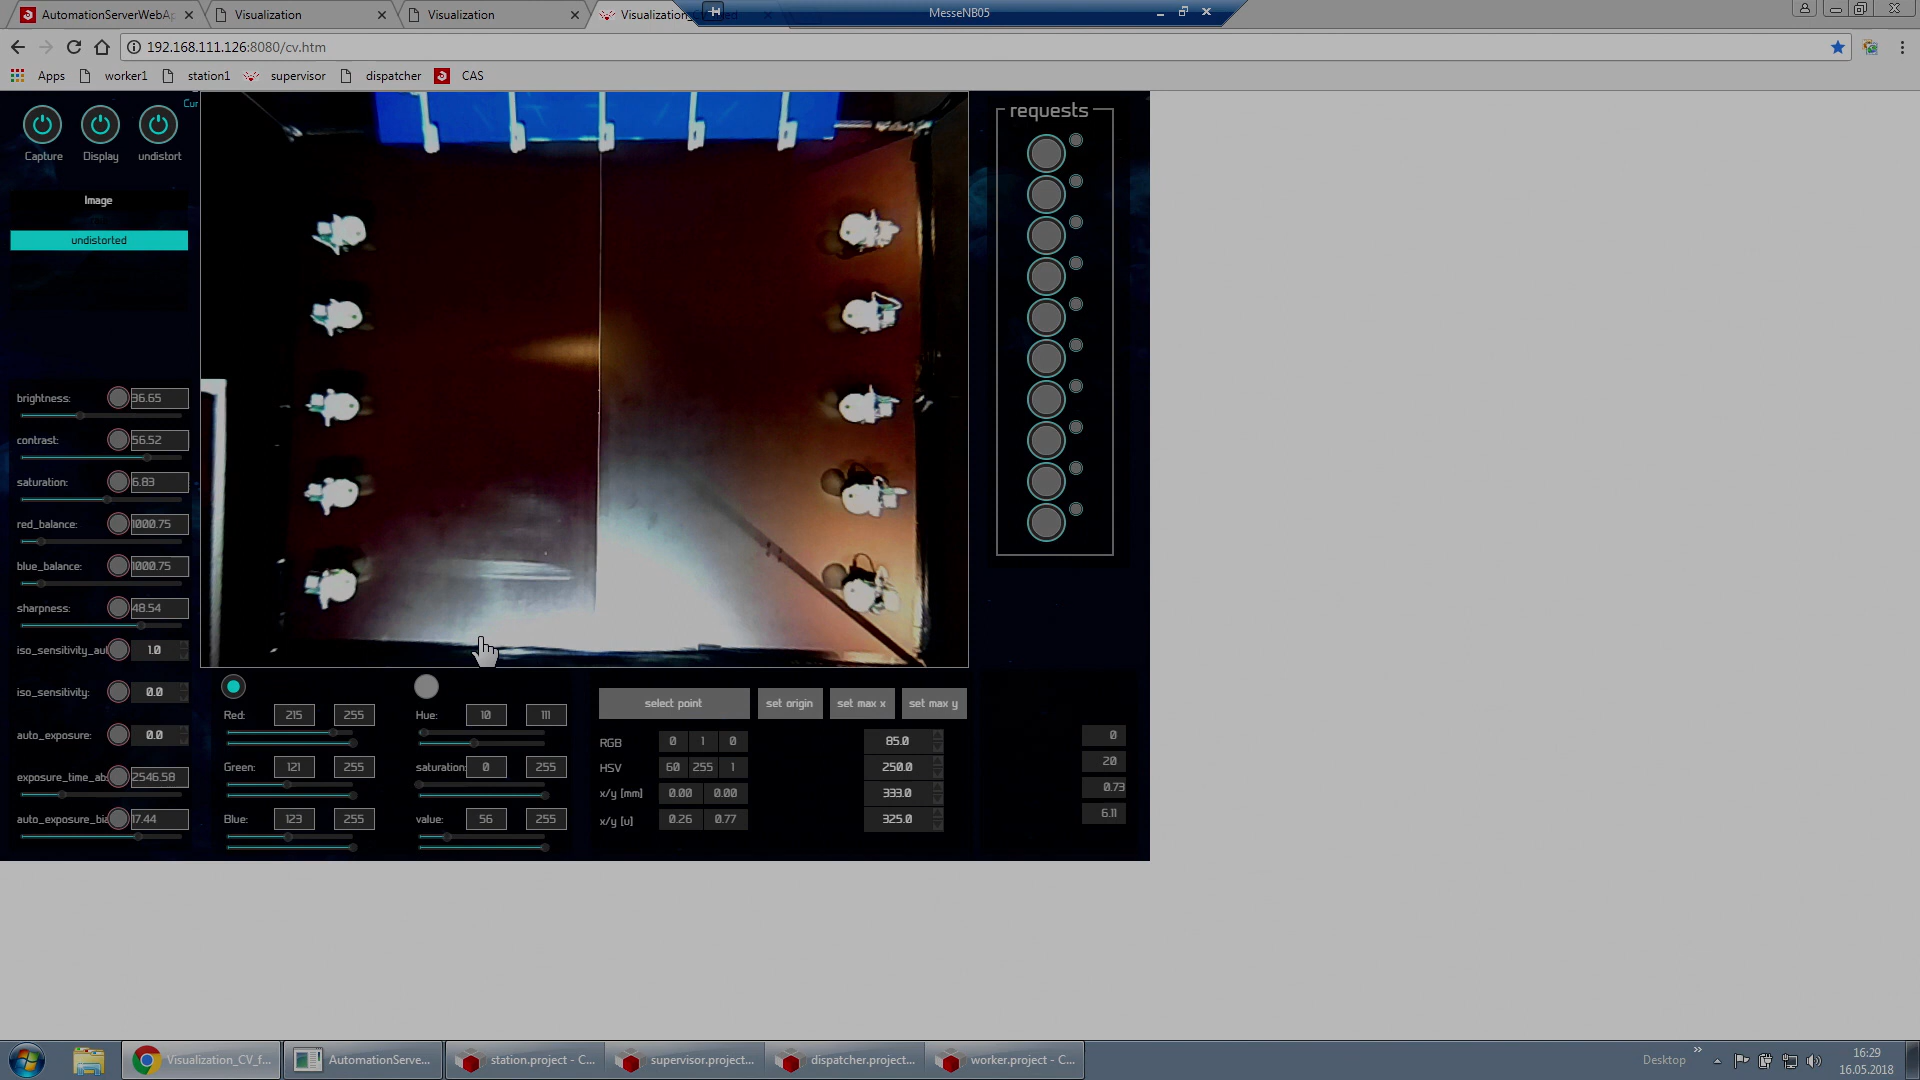 AutomationServerWebAp
Visualization
Visualization
Visualization_
MesseNB05
192.168.111.126:8080/cv.htm
Apps
worker1
station1
supervisor
dispatcher
CAS
Cur
Capture
Display
undistort
Image
undistorted
requests
brightness: 36.65
contrast: 56.52
saturation: 6.83
red_balance: 1000.75
blue_balance: 1000.75
sharpness: 48.54
iso_sensitivity_aut 1.0
iso_sensitivity: 0.0
auto_exposure: 0.0
exposure_time_ab: 2546.58
auto_exposure_bia 17.44
Red: 215 255
Green: 121 255
Blue: 123 255
Hue: 10 111
saturation: 0 255
value: 56 255
select point
set origin
set max x
set max y
RGB 0 1 0
HSV 60 255 1
x/y [mm] 0.00 0.00
x/y [u] 0.26 0.77
85.0
250.0
333.0
325.0
0
20
0.73
6.11
Visualization_CV_f...
AutomationServe...
station.project - C...
supervisor.project...
dispatcher.project...
worker.project - C...
Desktop
16:29
16.05.2018